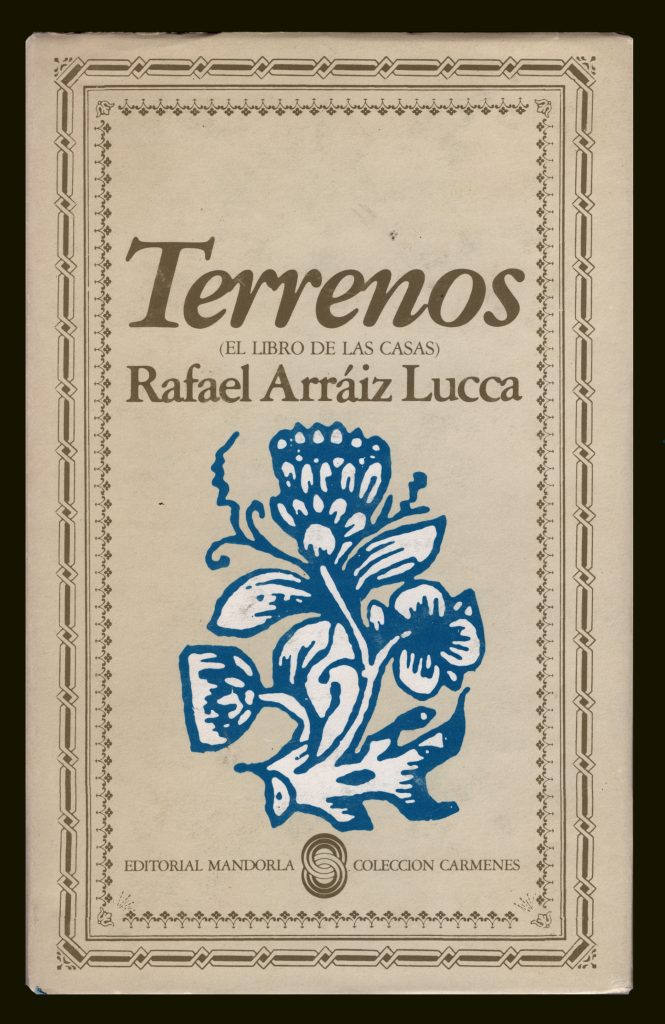 Terrenos
(EL LIBRO DE LAS CASAS)
Rafael Arráiz Lucca
EDITORIAL MANDORLA COLECCION CARMENES